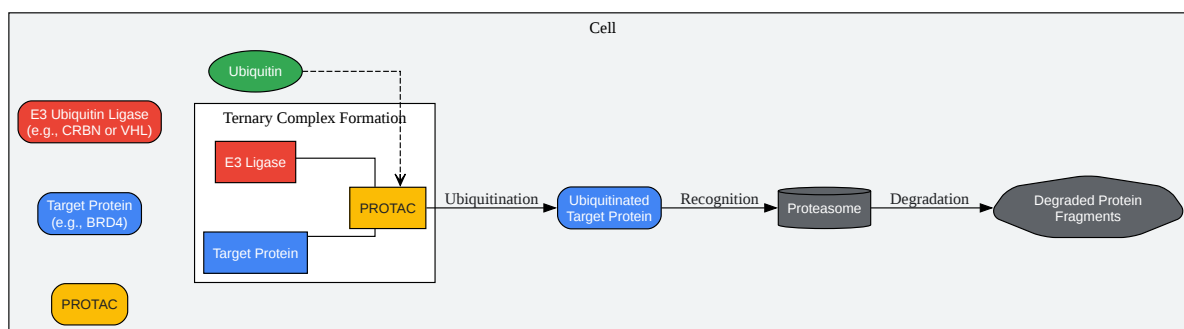 Cell
Ubiquitin
E3 Ubiquitin Ligase
(e.g., CRBN or VHL)
Ternary Complex Formation
E3 Ligase
Target Protein
(e.g., BRD4)
PROTAC
Ubiquitination
Ubiquitinated
Target Protein
Recognition
Proteasome
Degradation
Degraded Protein
Fragments
Target Protein
PROTAC